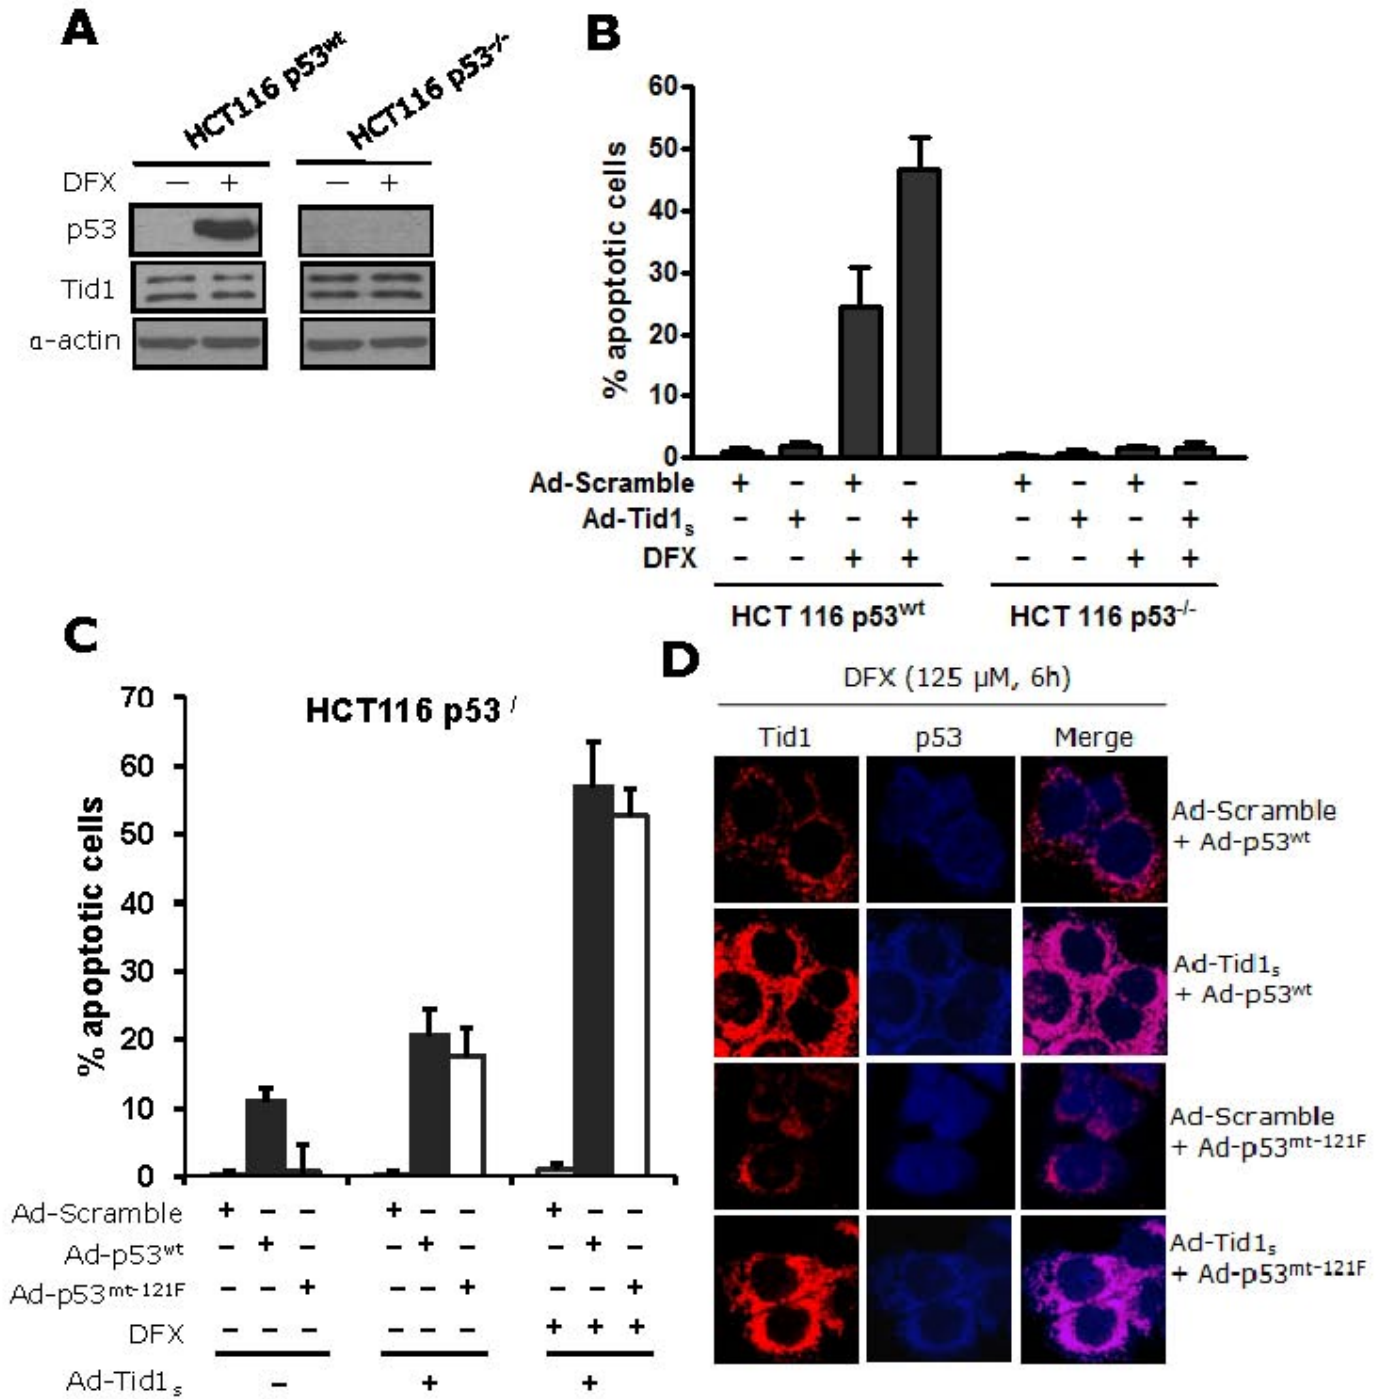 A
HCT116 p53wt
HCT116 p53-/-
DFX − + − +
p53
Tid1
α-actin
B
% apoptotic cells
60
50
40
30
20
10
0
Ad-Scramble + − + − + − + −
Ad-Tid1s − + − + − + − +
DFX − − + + − − + +
HCT 116 p53wt HCT 116 p53-/-
C
HCT116 p53 /
% apoptotic cells
70
60
50
40
30
20
10
0
Ad-Scramble + − − + − − + − −
Ad-p53wt − + − − + − − + −
Ad-p53mt-121F − − + − − + − − +
DFX − − − − − − + + +
Ad-Tid1s − + +
D
DFX (125 µM, 6h)
Tid1 p53 Merge
Ad-Scramble
+ Ad-p53wt
Ad-Tid1s
+ Ad-p53wt
Ad-Scramble
+ Ad-p53mt-121F
Ad-Tid1s
+ Ad-p53mt-121F